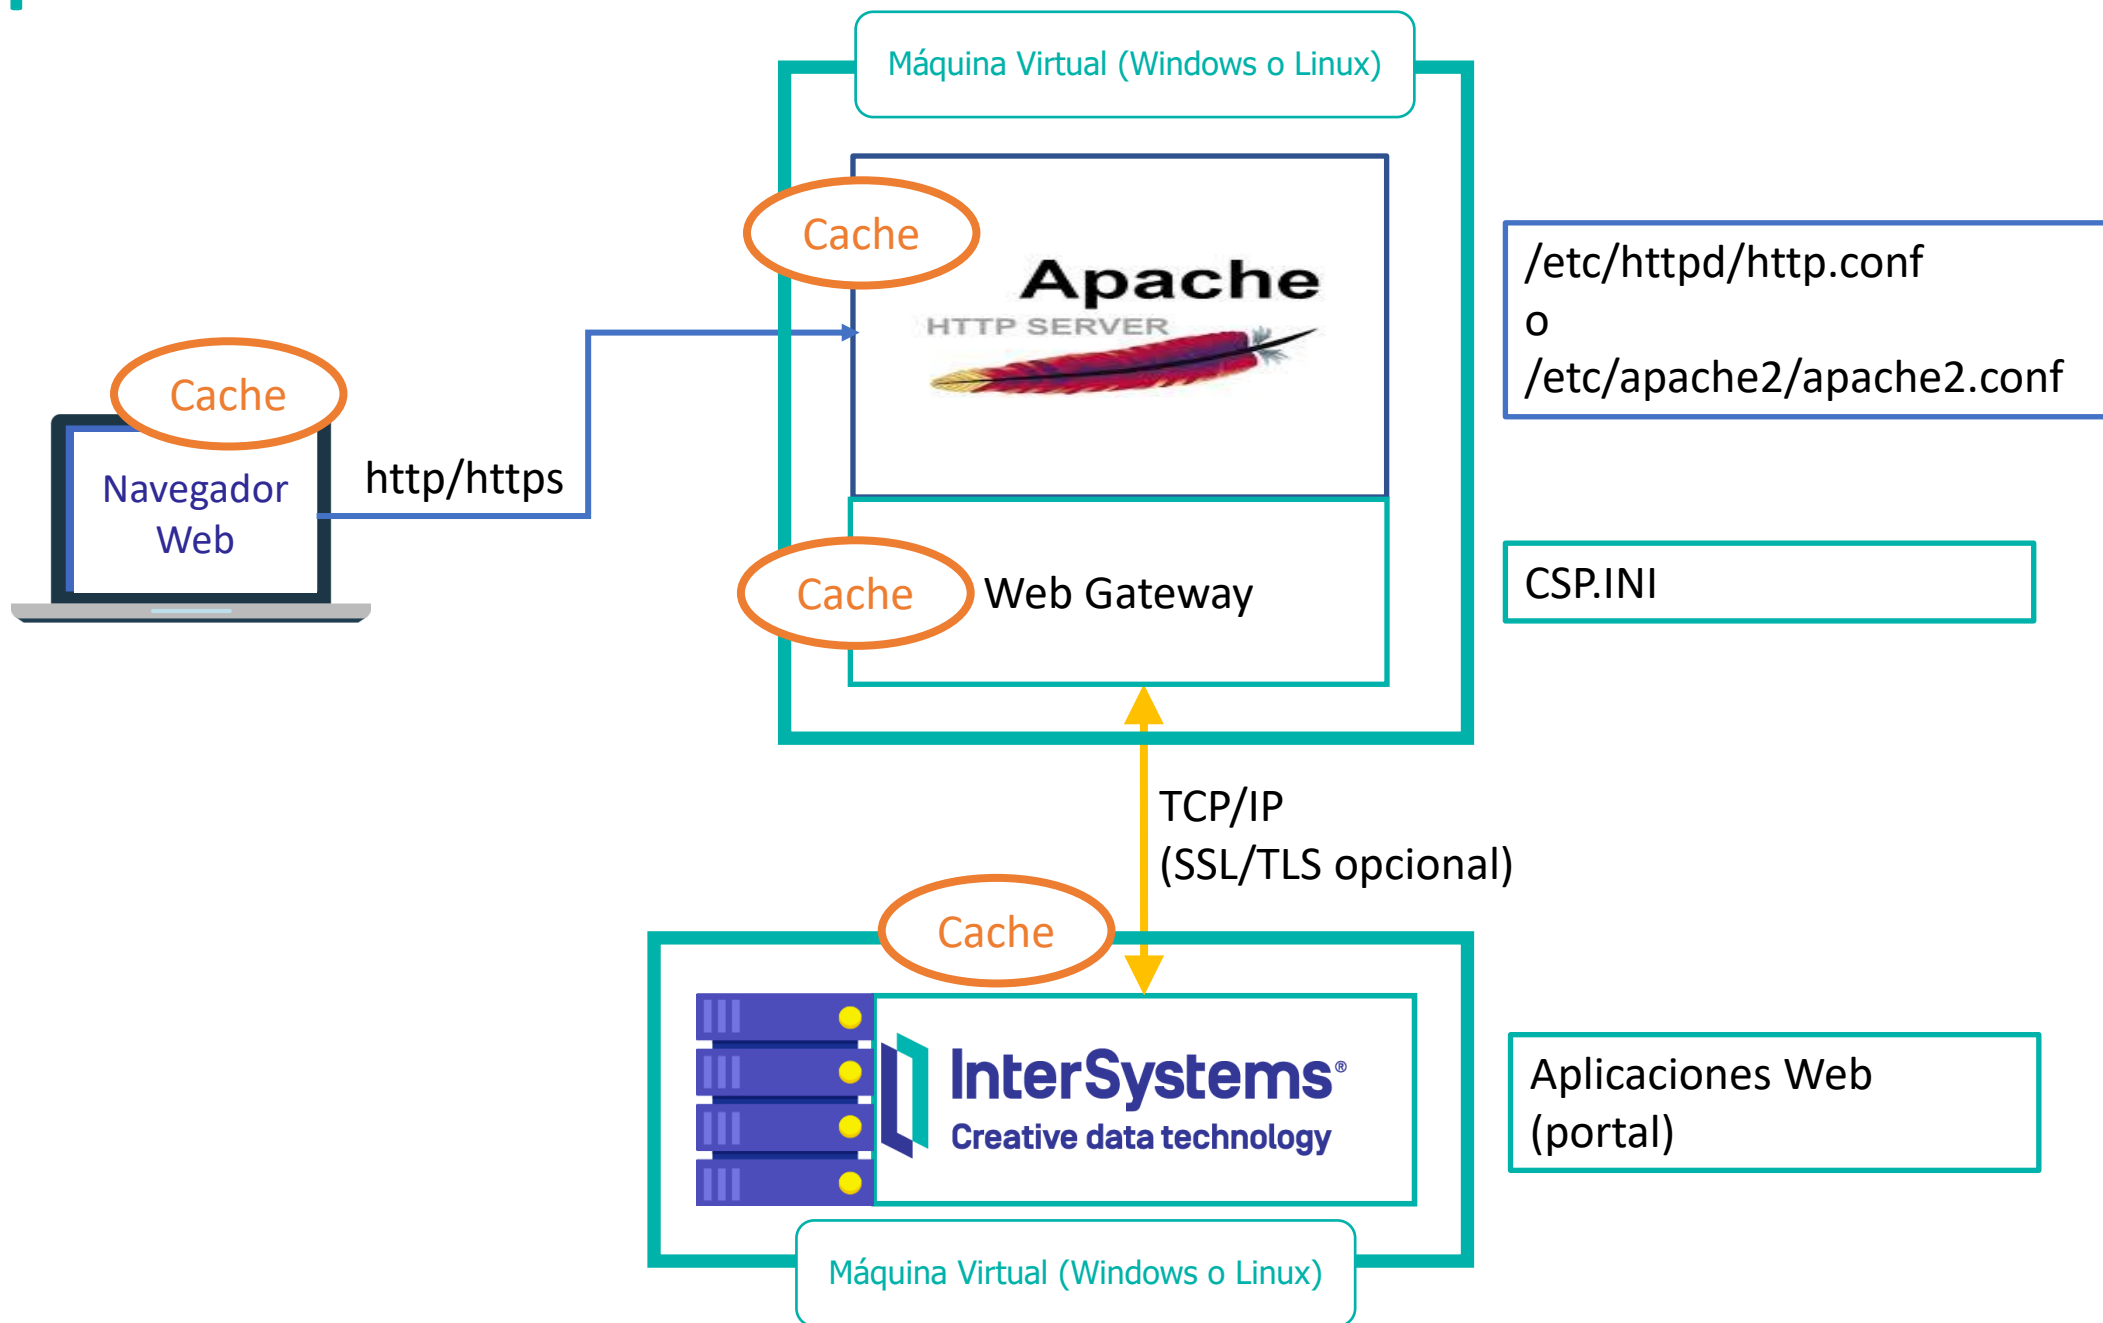 Máquina Virtual (Windows o Linux)
Cache
Apache
HTTP SERVER
/etc/httpd/http.conf
o
/etc/apache2/apache2.conf
Cache
Navegador
Web
http/https
Cache
Web Gateway
CSP.INI
TCP/IP
(SSL/TLS opcional)
Cache
InterSystems®
Creative data technology
Aplicaciones Web
(portal)
Máquina Virtual (Windows o Linux)